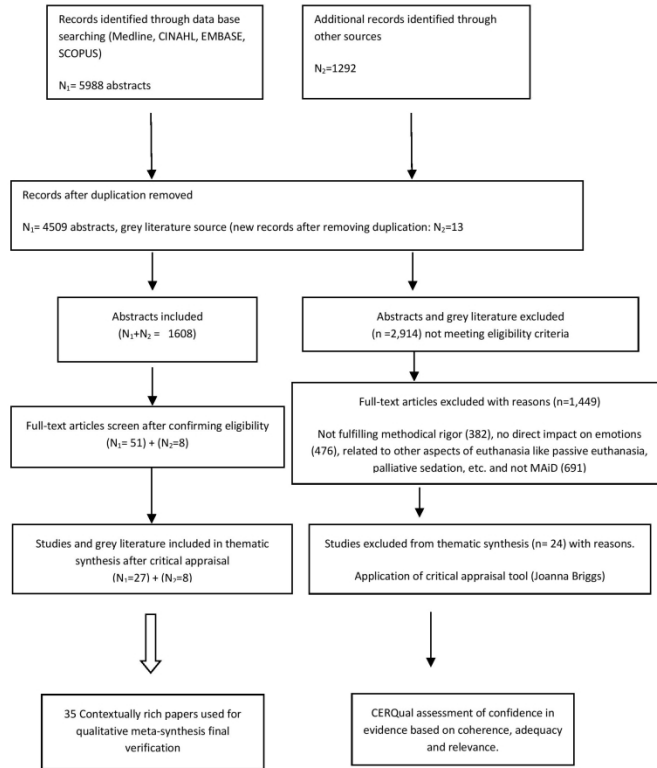 Records identified through data base
searching (Medline, CINAHL, EMBASE,
SCOPUS)
N₁= 5988 abstracts
Additional records identified through
other sources
N₂=1292
Records after duplication removed
N₁= 4509 abstracts, grey literature source (new records after removing duplication: N₂=13
Abstracts included
(N₁+N₂ = 1608)
Abstracts and grey literature excluded
(n =2,914) not meeting eligibility criteria
Full-text articles screen after confirming eligibility
(N₁= 51) + (N₂=8)
Full-text articles excluded with reasons (n=1,449)
Not fulfilling methodical rigor (382), no direct impact on emotions
(476), related to other aspects of euthanasia like passive euthanasia,
palliative sedation, etc. and not MAiD (691)
Studies and grey literature included in thematic
synthesis after critical appraisal
(N₁=27) + (N₂=8)
Studies excluded from thematic synthesis (n= 24) with reasons.
Application of critical appraisal tool (Joanna Briggs)
35 Contextually rich papers used for
qualitative meta-synthesis final
verification
CERQual assessment of confidence in
evidence based on coherence, adequacy
and relevance.